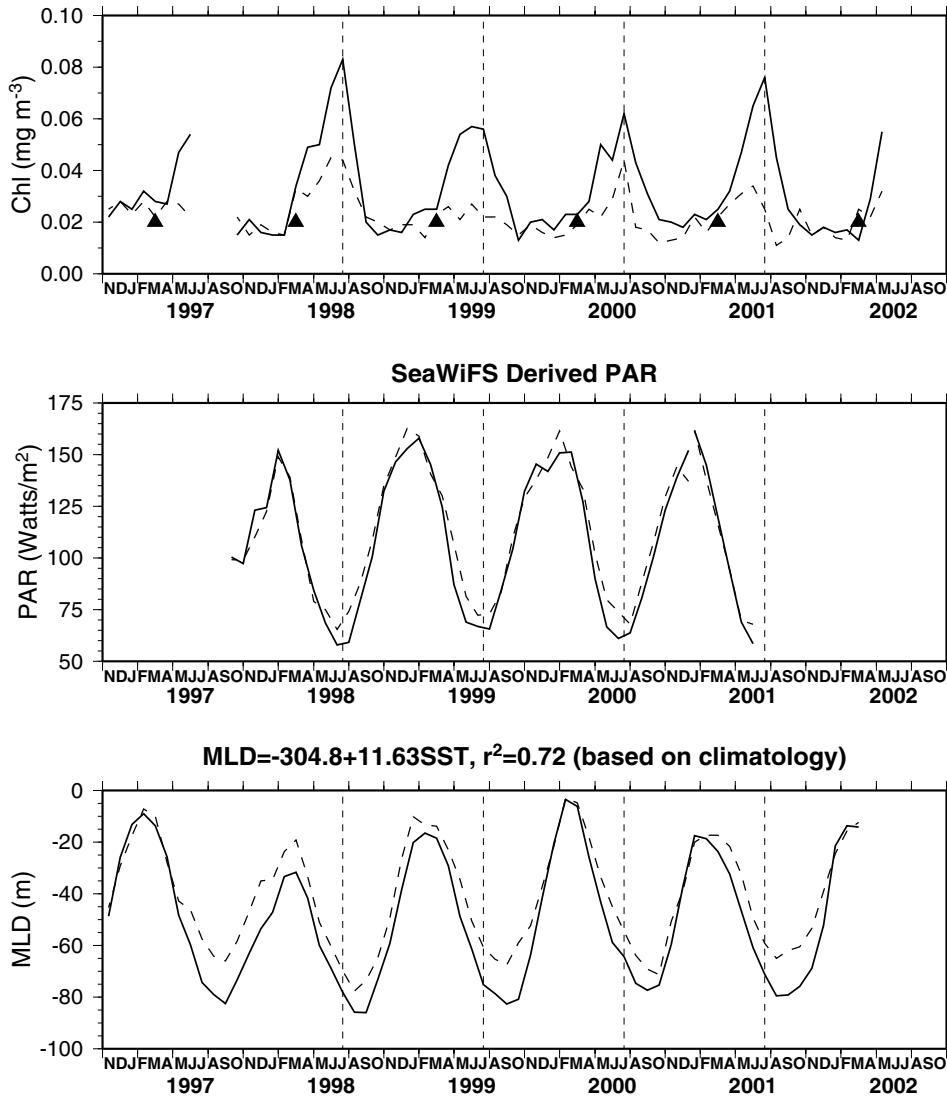 0.10
0.08
0.06
0.04
0.02
0.00
Chl (mg m-3)
NDJFMAMJJASONDJFMAMJJASONDJFMAMJJASONDJFMAMJJASONDJFMAMJJASONDJFMAMJJASO
1997 1998 1999 2000 2001 2002
SeaWiFS Derived PAR
175
150
125
100
75
50
PAR (Watts/m2)
NDJFMAMJJASONDJFMAMJJASONDJFMAMJJASONDJFMAMJJASONDJFMAMJJASONDJFMAMJJASO
1997 1998 1999 2000 2001 2002
MLD=-304.8+11.63SST, r2=0.72 (based on climatology)
0
-20
-40
-60
-80
-100
MLD (m)
NDJFMAMJJASONDJFMAMJJASONDJFMAMJJASONDJFMAMJJASONDJFMAMJJASONDJFMAMJJASO
1997 1998 1999 2000 2001 2002